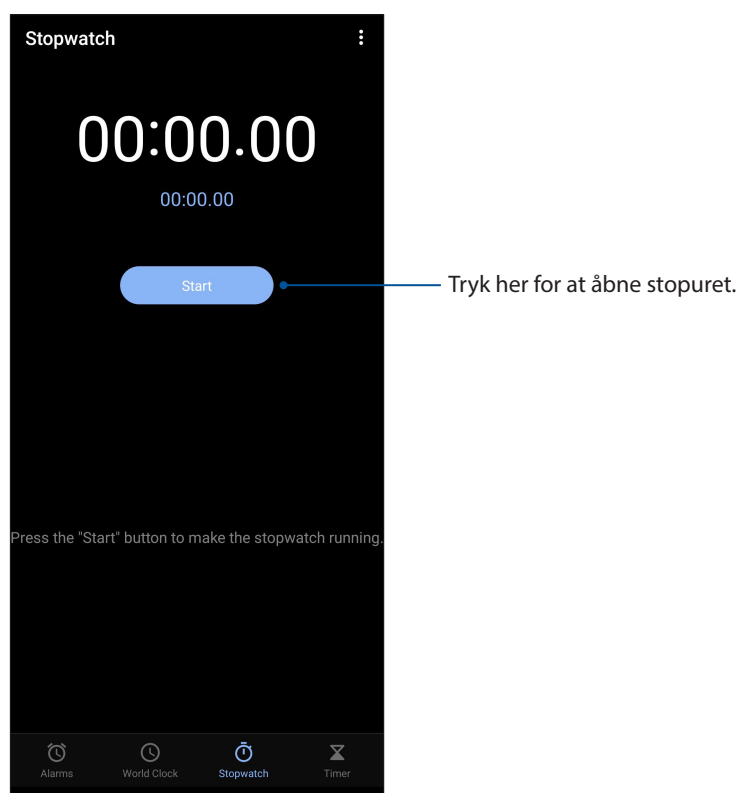 Stopwatch
00:00.00
00:00.00
Start
Tryk her for at åbne stopuret.
Press the "Start" button to make the stopwatch running.
Alarms World Clock Stopwatch Timer